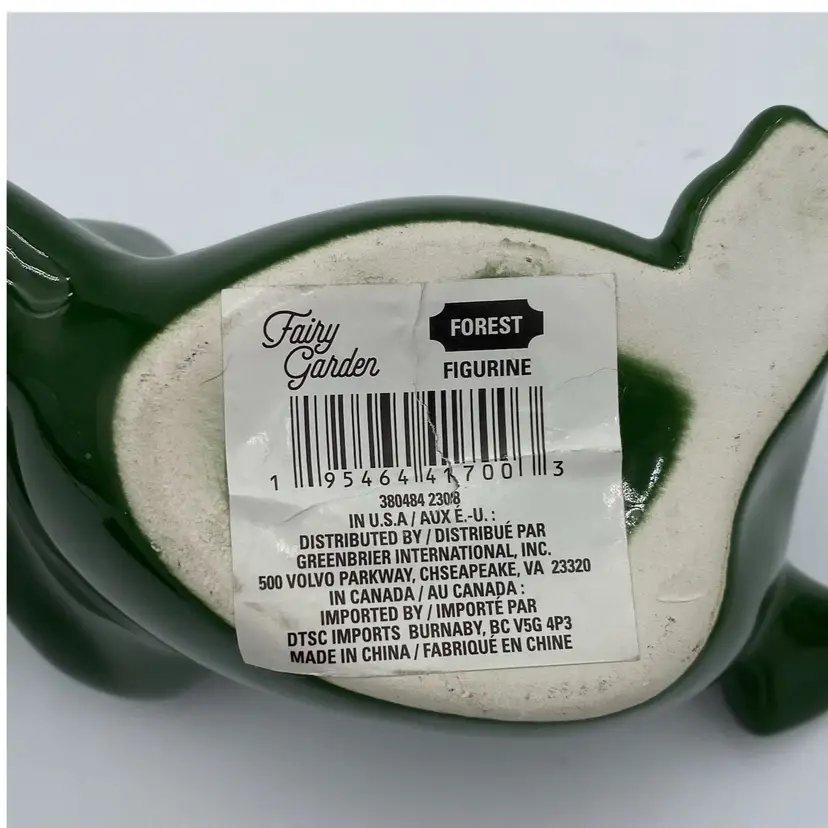 Fairy
Garden
FOREST
FIGURINE
1 95464 41700 3
380484 2308
IN U.S.A / AUX É.-U. :
DISTRIBUTED BY / DISTRIBUÉ PAR
GREENBRIER INTERNATIONAL, INC.
500 VOLVO PARKWAY, CHSEAPEAKE, VA 23320
IN CANADA / AU CANADA :
IMPORTED BY / IMPORTÉ PAR
DTSC IMPORTS BURNABY, BC V5G 4P3
MADE IN CHINA / FABRIQUÉ EN CHINE